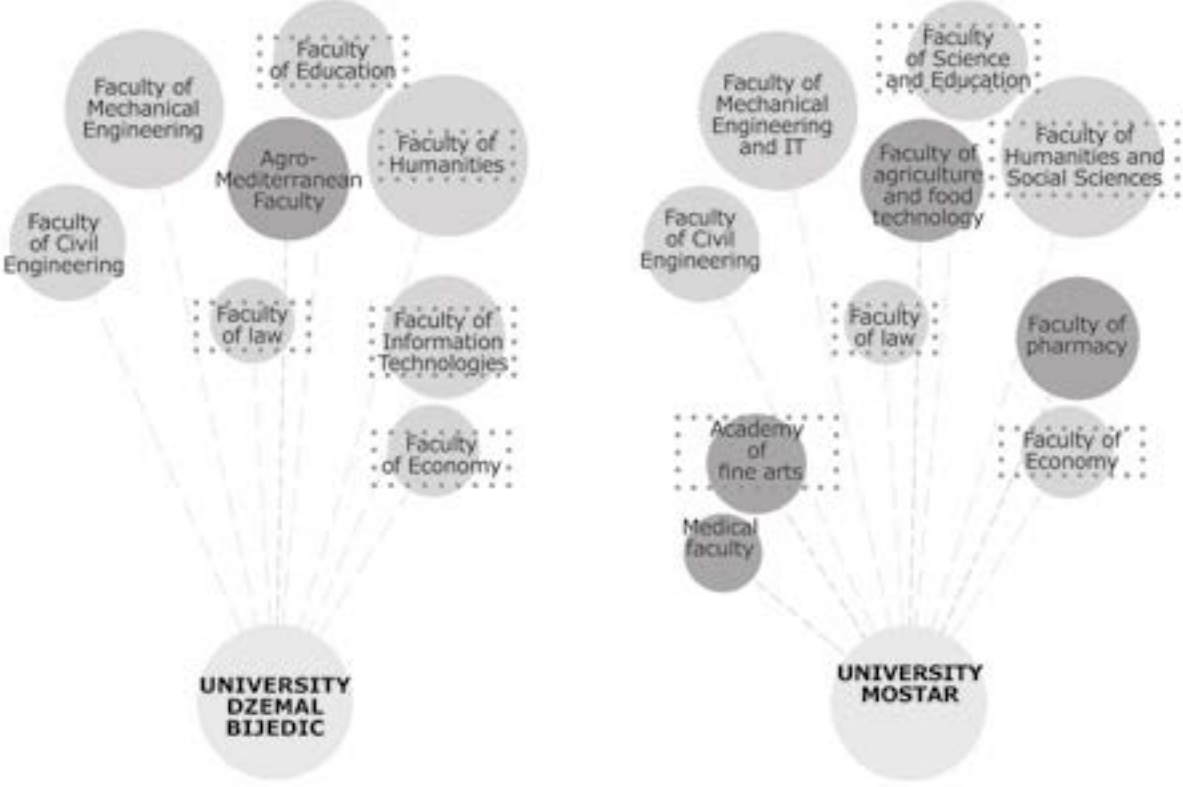 Faculty
of Education
Faculty of
Mechanical
Engineering
Agro-
Mediterranean
Faculty
Faculty of
Humanities
Faculty
of Civil
Engineering
Faculty
of law
Faculty of
Information
Technologies
Faculty
of Economy
UNIVERSITY
DZEMAL
BIJEDIC
Faculty
of Science
and Education
Faculty of
Mechanical
Engineering
and IT
Faculty of
agriculture
and food
technology
Faculty of
Humanities and
Social Sciences
Faculty
of Civil
Engineering
Faculty
of law
Faculty of
pharmacy
Academy
of
fine arts
Faculty of
Economy
Medical
faculty
UNIVERSITY
MOSTAR